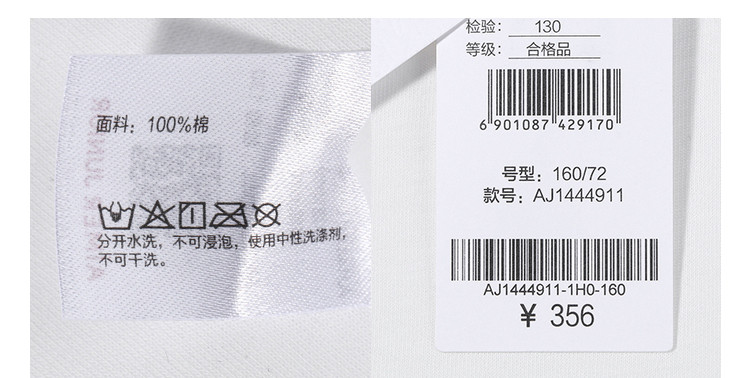 面料：100%棉
分开水洗，不可浸泡，使用中性洗涤剂，
不可干洗。
检验： 130
等级： 合格品
6 901087 429170
号型：160/72
款号：AJ1444911
AJ1444911-1H0-160
¥ 356